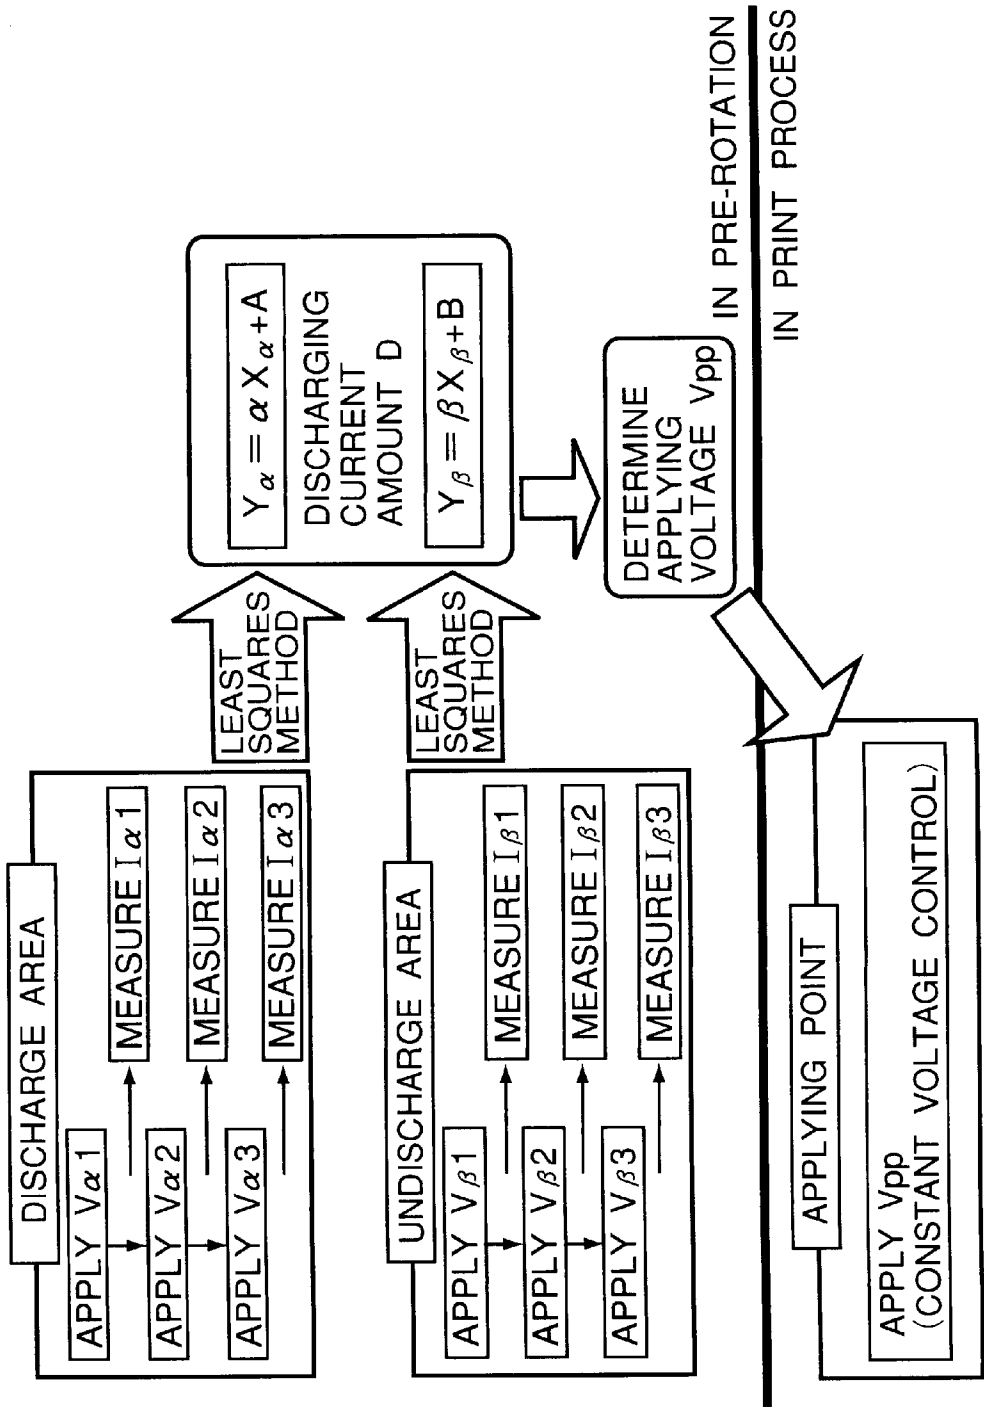 DISCHARGE AREA
APPLY Vα1
MEASURE Iα1
APPLY Vα2
MEASURE Iα2
APPLY Vα3
MEASURE Iα3
LEAST
SQUARES
METHOD
UNDISCHARGE AREA
APPLY Vβ1
MEASURE Iβ1
APPLY Vβ2
MEASURE Iβ2
APPLY Vβ3
MEASURE Iβ3
LEAST
SQUARES
METHOD
Yα=αXα+A
DISCHARGING
CURRENT
AMOUNT D
Yβ=βXβ+B
DETERMINE
APPLYING
VOLTAGE Vpp
IN PRE-ROTATION
IN PRINT PROCESS
APPLYING POINT
APPLY Vpp
(CONSTANT VOLTAGE CONTROL)